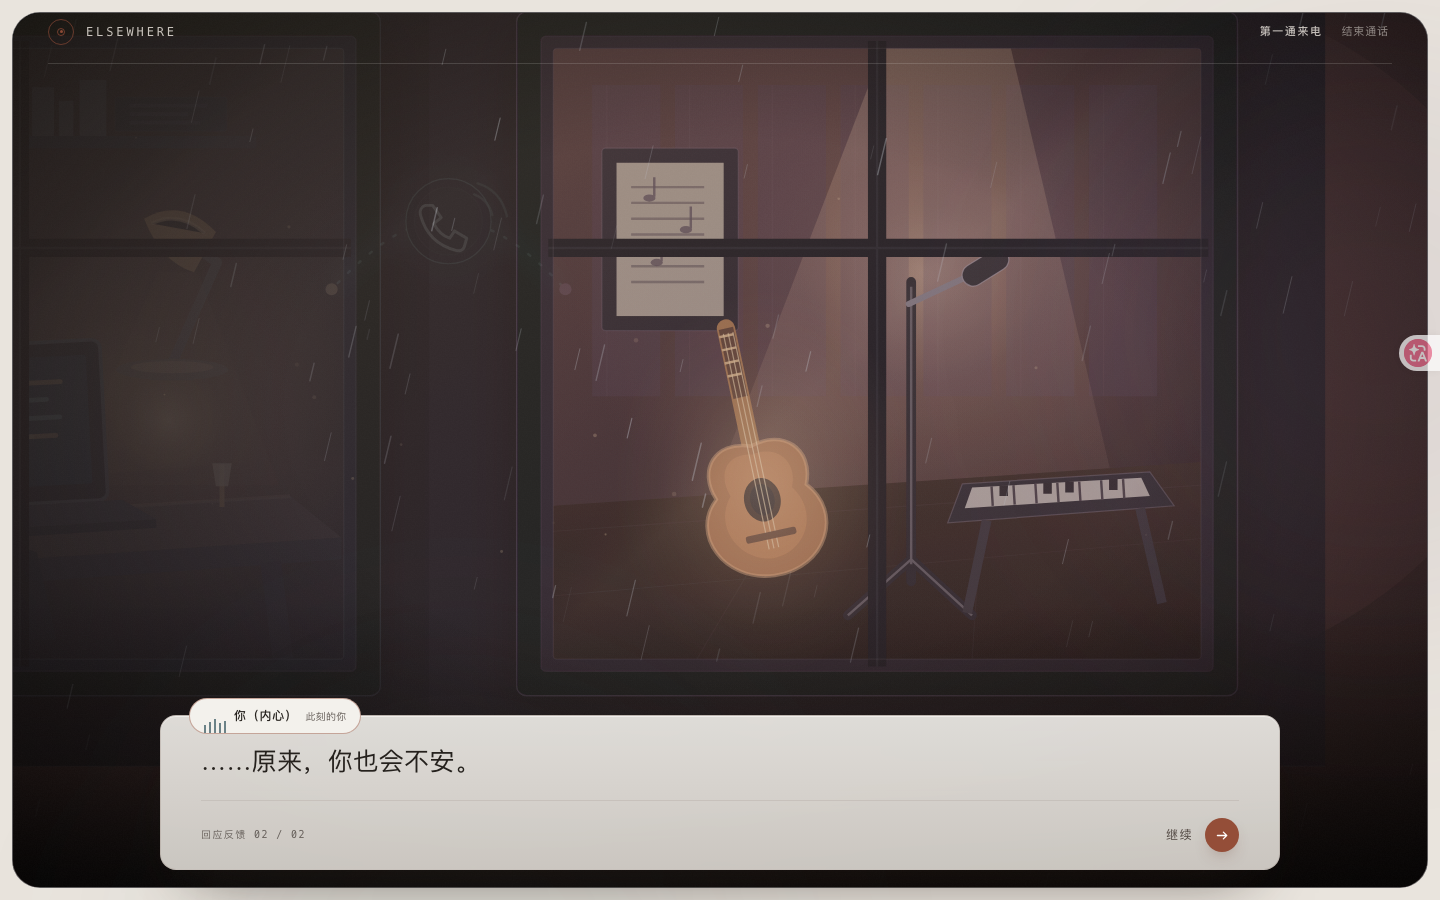 ELSEWHERE
第一通来电
结束通话
你（内心） 此刻的你
……原来，你也会不安。
回应反馈 02 / 02
继续